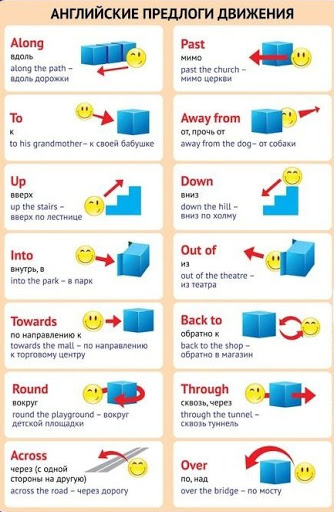 АНГЛИЙСКИЕ ПРЕДЛОГИ ДВИЖЕНИЯ
Along
вдоль
along the path –
вдоль дорожки
Past
мимо
past the church –
мимо церкви
To
к
to his grandmother– к своей бабушке
Away from
от, прочь от
away from the dog– от собаки
Up
вверх
up the stairs –
вверх по лестнице
Down
вниз
down the hill –
вниз по холму
Into
внутрь, в
into the park – в парк
Out of
из
out of the theatre –
из театра
Towards
по направлению к
towards the mall – по направлению
к торговому центру
Back to
обратно к
back to the shop –
обратно в магазин
Round
вокруг
round the playground – вокруг
детской площадки
Through
сквозь, через
through the tunnel –
сквозь туннель
Across
через (с одной
стороны на другую)
across the road – через дорогу
Over
по, над
over the bridge – по мосту